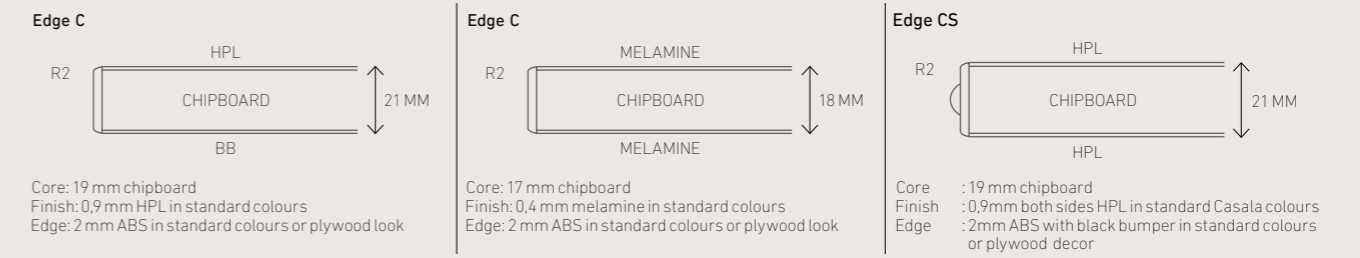 Edge C
HPL
R2
CHIPBOARD
21 MM
BB
Core: 19 mm chipboard
Finish: 0,9 mm HPL in standard colours
Edge: 2 mm ABS in standard colours or plywood look
Edge C
MELAMINE
R2
CHIPBOARD
18 MM
MELAMINE
Core: 17 mm chipboard
Finish: 0,4 mm melamine in standard colours
Edge: 2 mm ABS in standard colours or plywood look
Edge CS
HPL
R2
CHIPBOARD
21 MM
HPL
Core : 19 mm chipboard
Finish : 0,9mm both sides HPL in standard Casala colours
Edge : 2mm ABS with black bumper in standard colours
or plywood decor